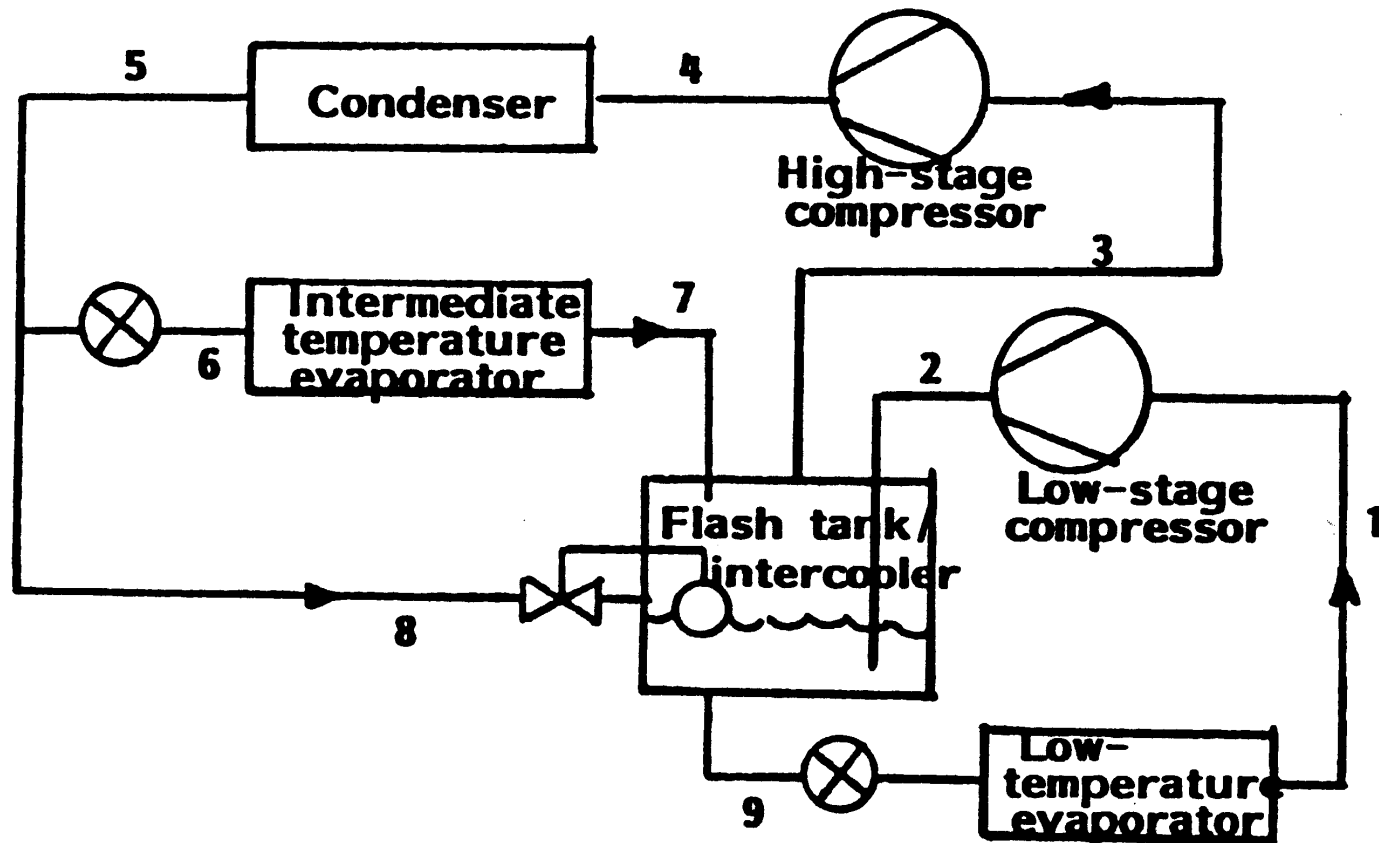 5
Condenser
4
High-stage
compressor
3
Intermediate
temperature
evaporator
7
6
2
Low-stage
compressor
1
Flash tank/
intercooler
8
9
Low-
temperature
evaporator